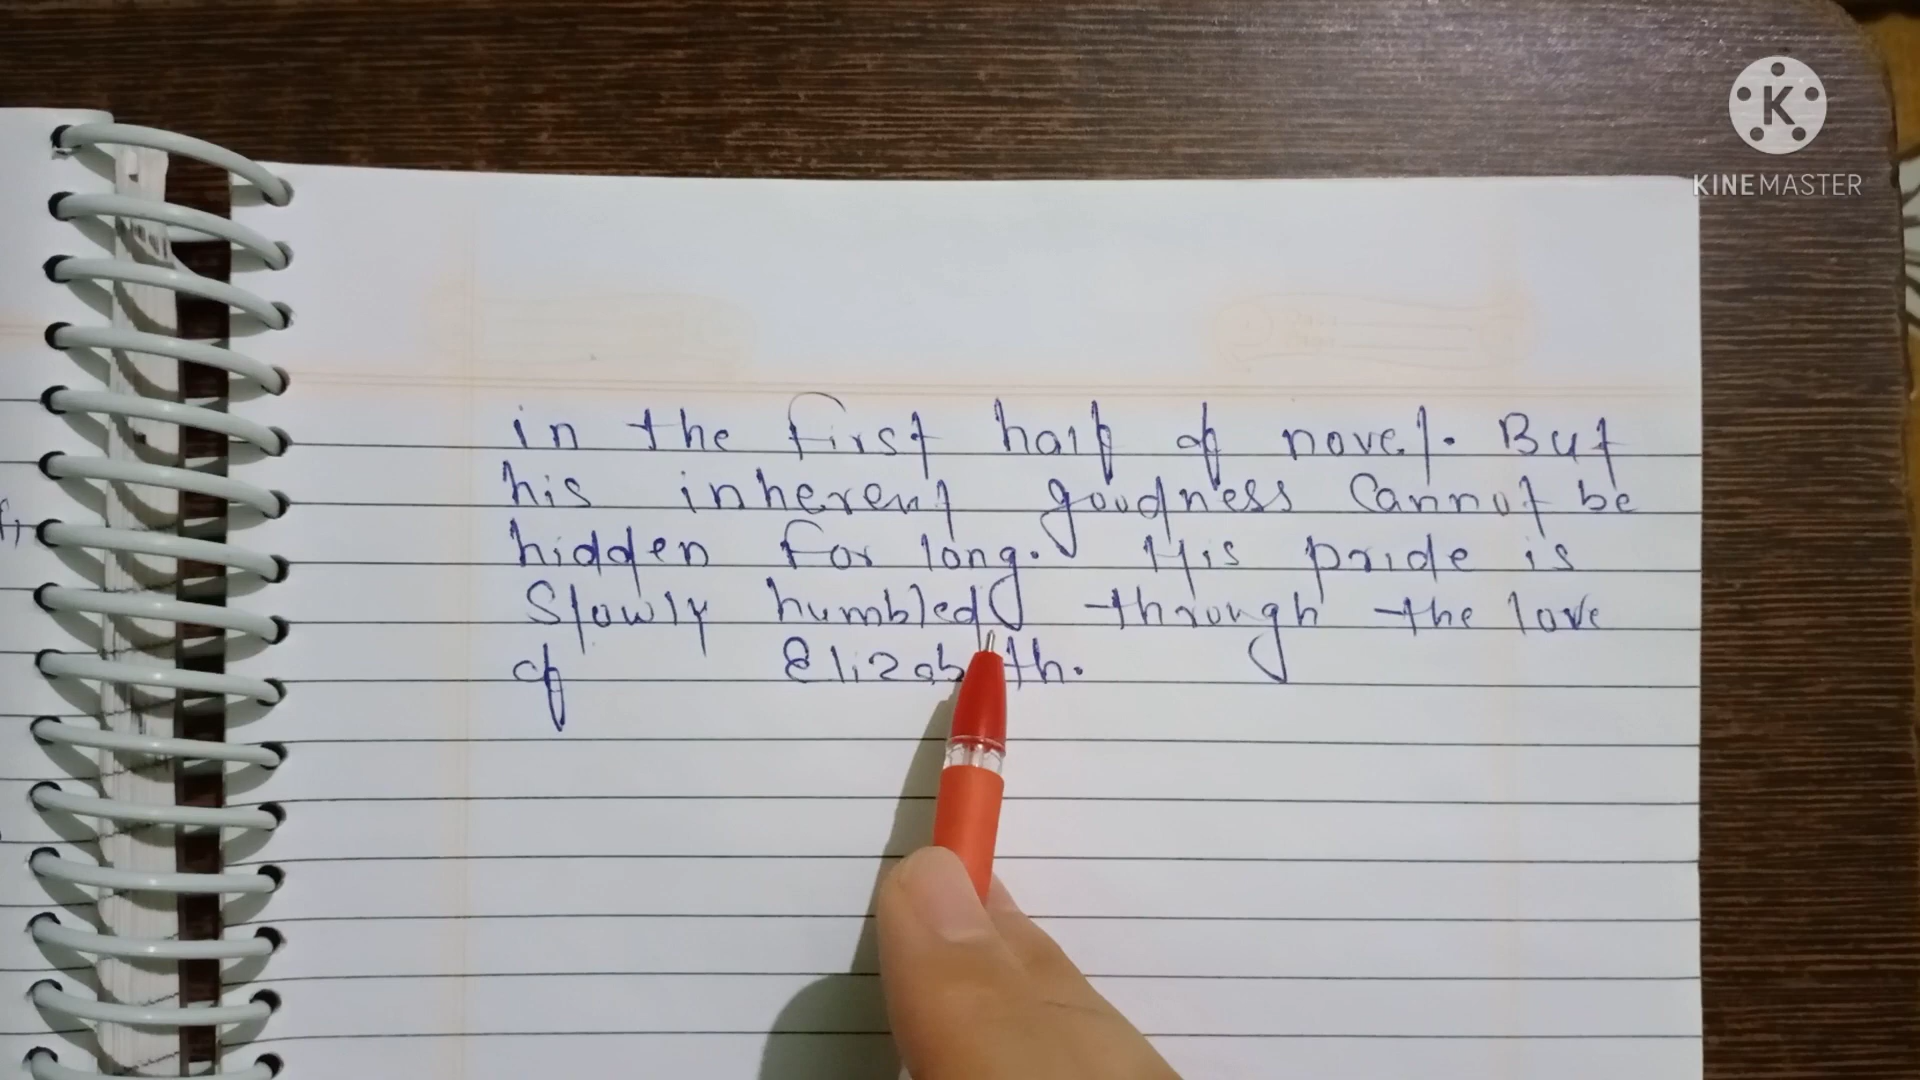 K
KINEMASTER
in the first half of novel. But
his inherent goodness cannot be
hidden for long. His pride is
Slowly humbled through the love
of Elizabeth.